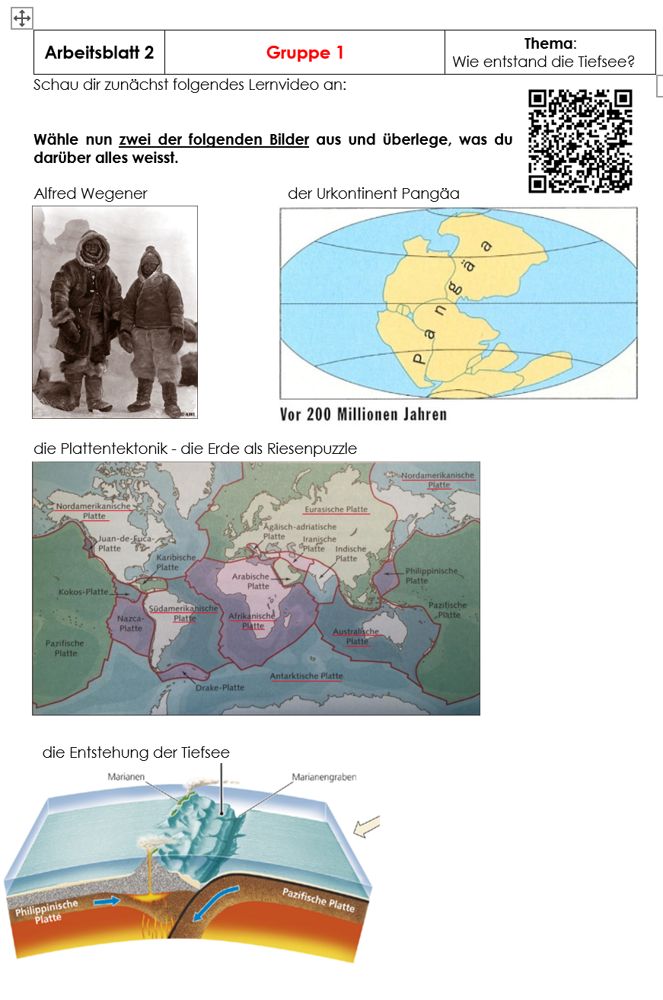 Arbeitsblatt 2
Gruppe 1
Thema:
Wie entstand die Tiefsee?
Schau dir zunächst folgendes Lernvideo an:
Wähle nun zwei der folgenden Bilder aus und überlege, was du
darüber alles weisst.
Alfred Wegener
der Urkontinent Pangäa
© AWI
Pangäa
Vor 200 Millionen Jahren
die Plattentektonik - die Erde als Riesenpuzzle
Nordamerikanische
Platte
Nordamerikanische
Platte
Eurasische Platte
Juan-de-Fuca-
Platte
Ägäisch-adriatische
Platte
Iranische
Platte
Indische
Platte
Karibische
Platte
Arabische
Platte
Philippinische
Platte
Kokos-Platte
Südamerikanische
Platte
Nazca-
Platte
Afrikanische
Platte
Pazifische
Platte
Australische
Platte
Pazifische
Platte
Antarktische Platte
Drake-Platte
die Entstehung der Tiefsee
Marianen
Marianengraben
Philippinische
Platte
Pazifische Platte